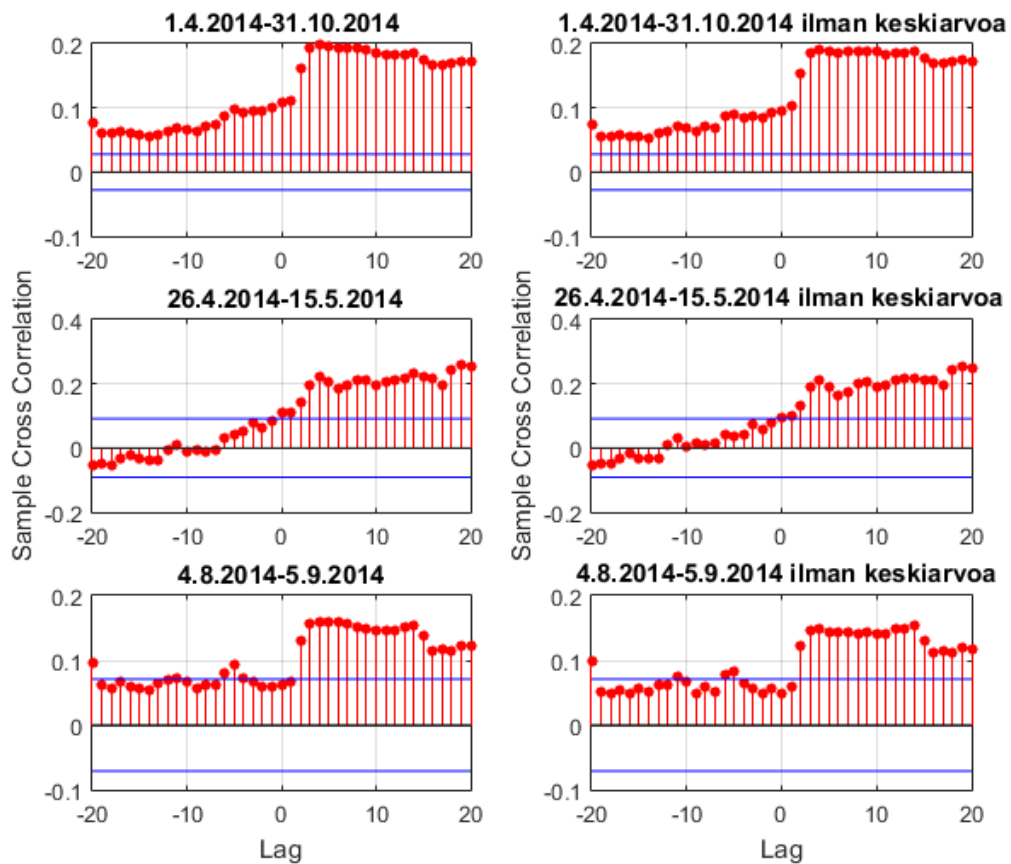 1.4.2014-31.10.2014
0.2
0.1
0
-0.1
-20 -10 0 10 20
1.4.2014-31.10.2014 ilman keskiarvoa
0.2
0.1
0
-0.1
-20 -10 0 10 20
Sample Cross Correlation
26.4.2014-15.5.2014
0.4
0.2
0
-0.2
-20 -10 0 10 20
Sample Cross Correlation
26.4.2014-15.5.2014 ilman keskiarvoa
0.4
0.2
0
-0.2
-20 -10 0 10 20
4.8.2014-5.9.2014
0.2
0.1
0
-0.1
-20 -10 0 10 20
Lag
4.8.2014-5.9.2014 ilman keskiarvoa
0.2
0.1
0
-0.1
-20 -10 0 10 20
Lag